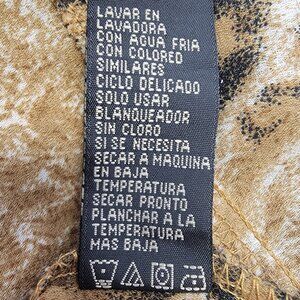 LAVAR EN
LAVADORA
CON AGUA FRIA
CON COLORED
SIMILARES
CICLO DELICADO
SOLO USAR
BLANQUEADOR
SIN CLORO
SI SE NECESITA
SECAR A MAQUINA
EN BAJA
TEMPERATURA
SECAR PRONTO
PLANCHAR A LA
TEMPERATURA
MAS BAJA